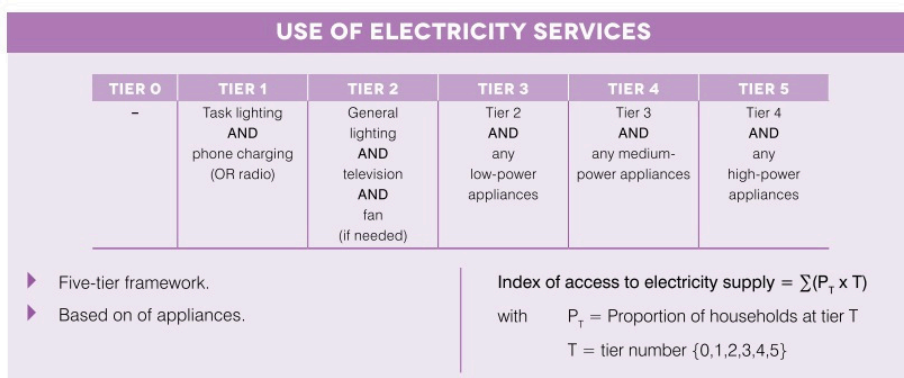 USE OF ELECTRICITY SERVICES
TIER 0 TIER 1 TIER 2 TIER 3 TIER 4 TIER 5
– Task lighting General Tier 2 Tier 3 Tier 4
AND lighting AND AND AND
phone charging AND any any medium- any
(OR radio) television low-power power appliances high-power
AND appliances appliances
fan
(if needed)
Five-tier framework.
Based on of appliances.
Index of access to electricity supply = ∑(P_T x T)
with P_T = Proportion of households at tier T
T = tier number {0,1,2,3,4,5}